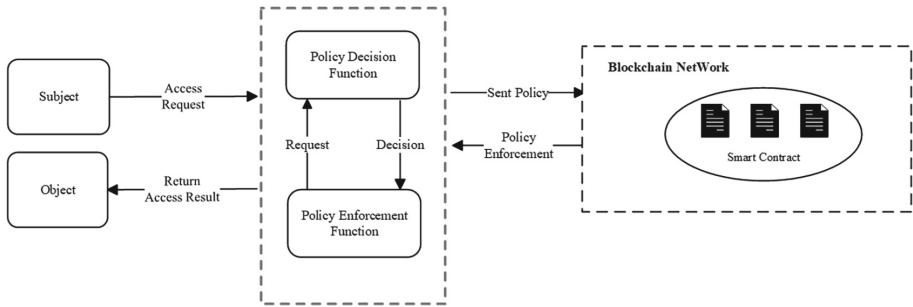 Subject
Access
Request
Object
Return
Access Result
Policy Decision
Function
Request
Decision
Policy Enforcement
Function
Sent Policy
Policy
Enforcement
Blockchain NetWork
Smart Contract